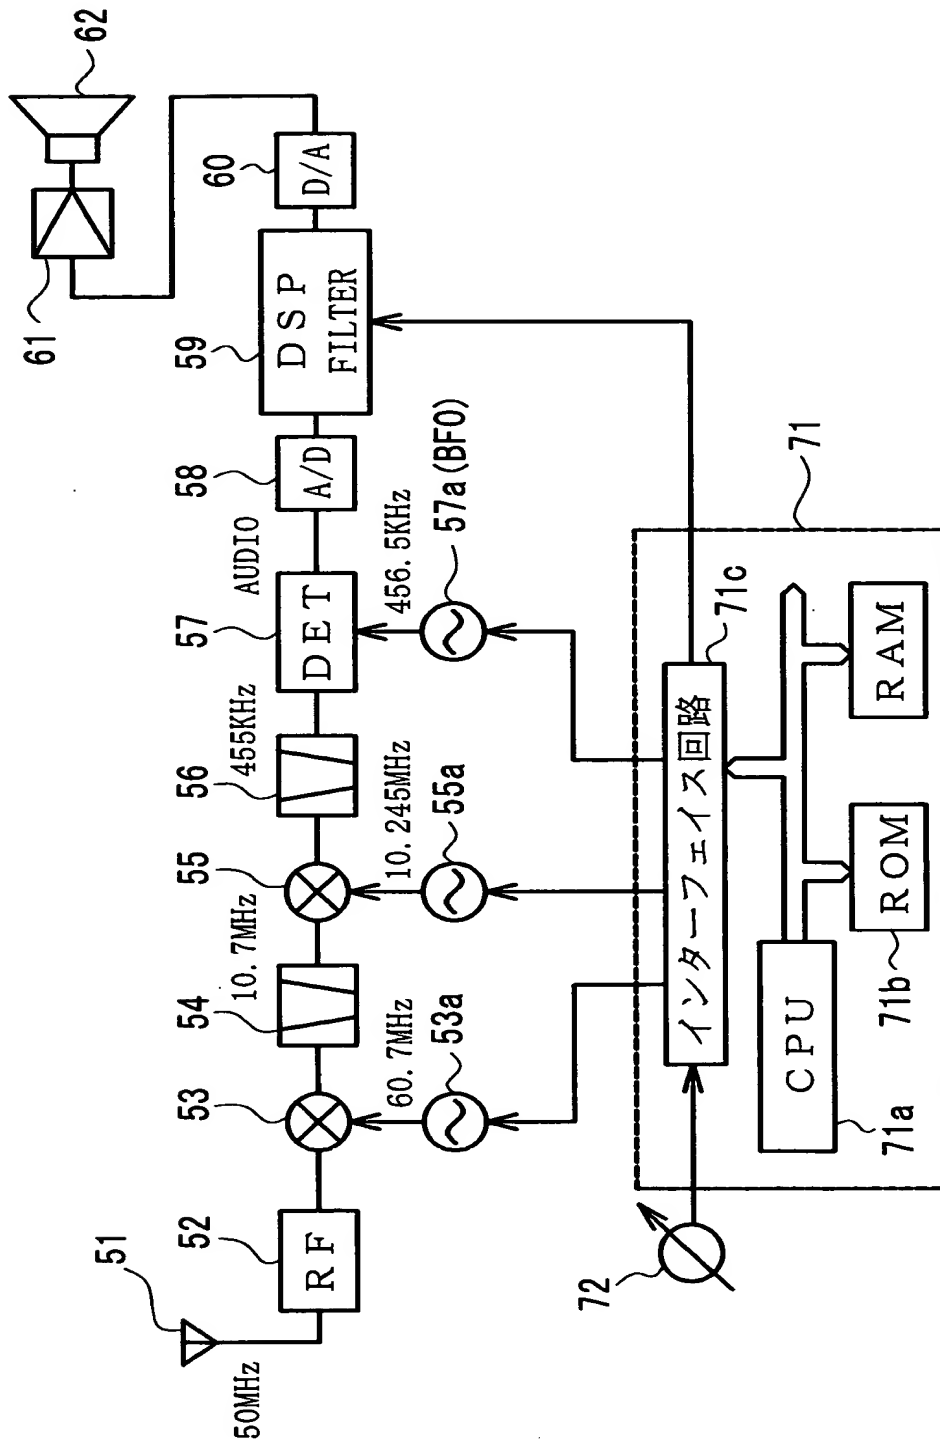 51
50MHz
52
RF
53
60.7MHz
53a
54
10.7MHz
55
10.245MHz
55a
56
455KHz
57
DET
AUDIO
456.5KHz
57a(BFO)
58
A/D
59
DSP
FILTER
60
D/A
61
62
71
72
インターフェイス回路
71c
CPU
71a
ROM
71b
RAM